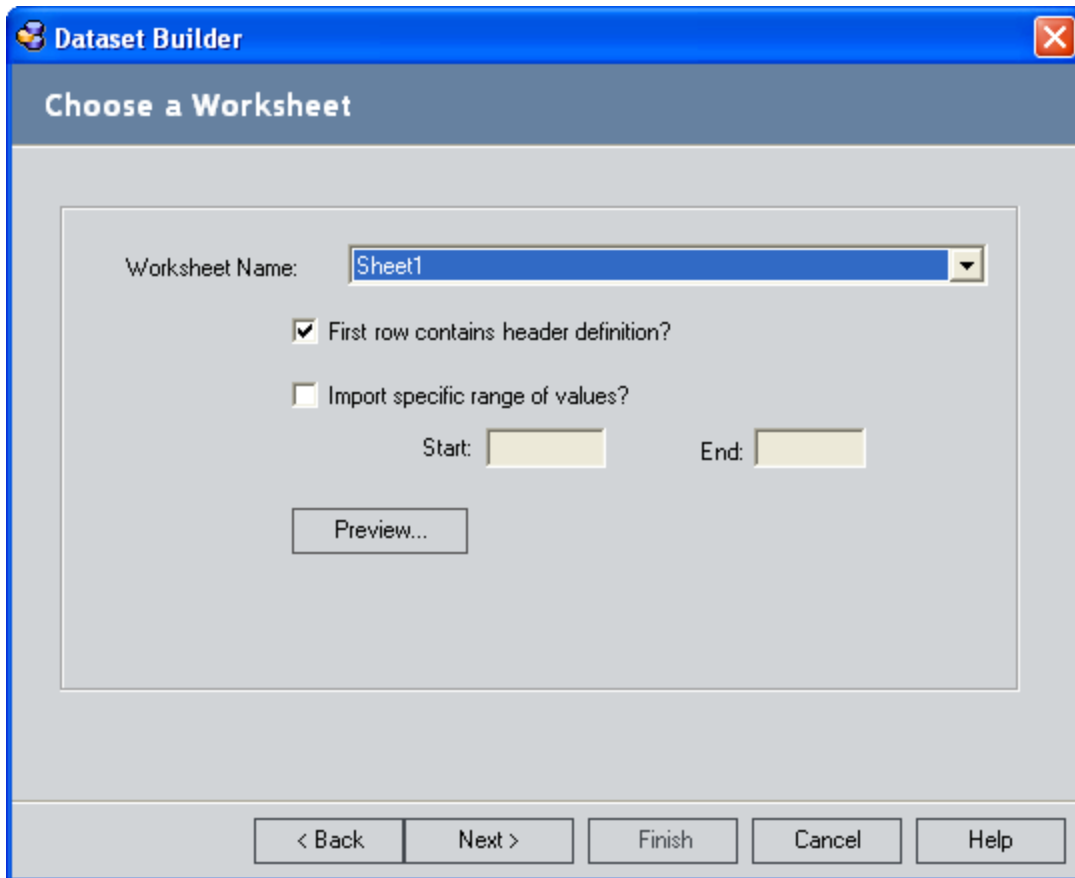 Dataset Builder
Choose a Worksheet
Worksheet Name: Sheet1
First row contains header definition?
Import specific range of values?
Start: End:
Preview...
< Back Next > Finish Cancel Help